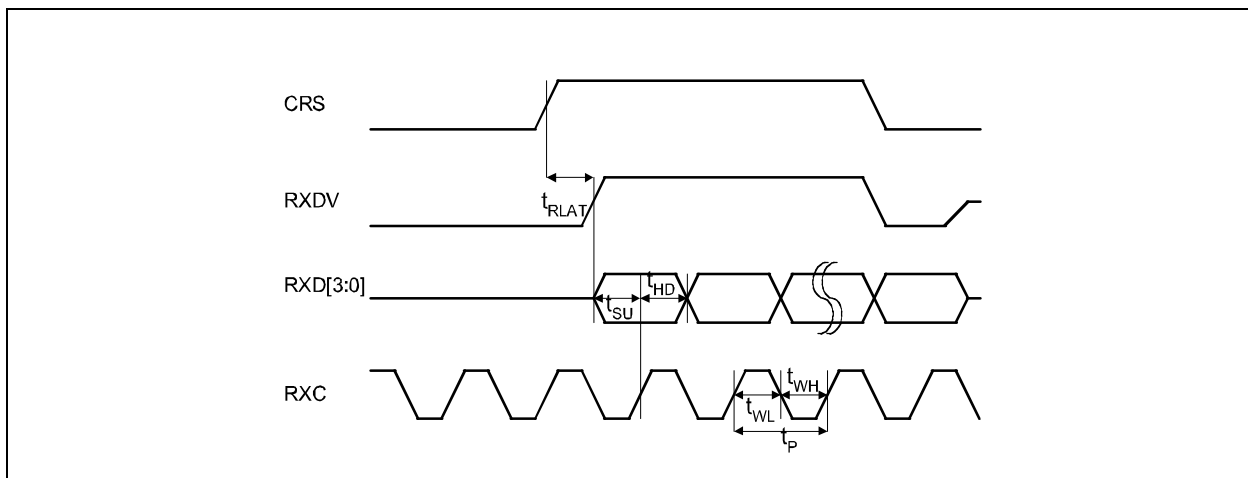 CRS
RXDV
tRLAT
RXD[3:0]
tHD
tSU
RXC
tWH
tWL
tP